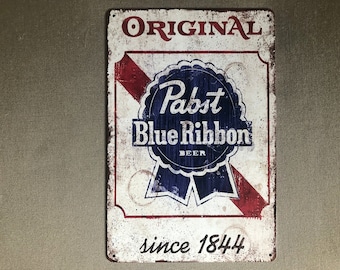 ORIGINAL
Pabst
Blue Ribbon
BEER
since 1844